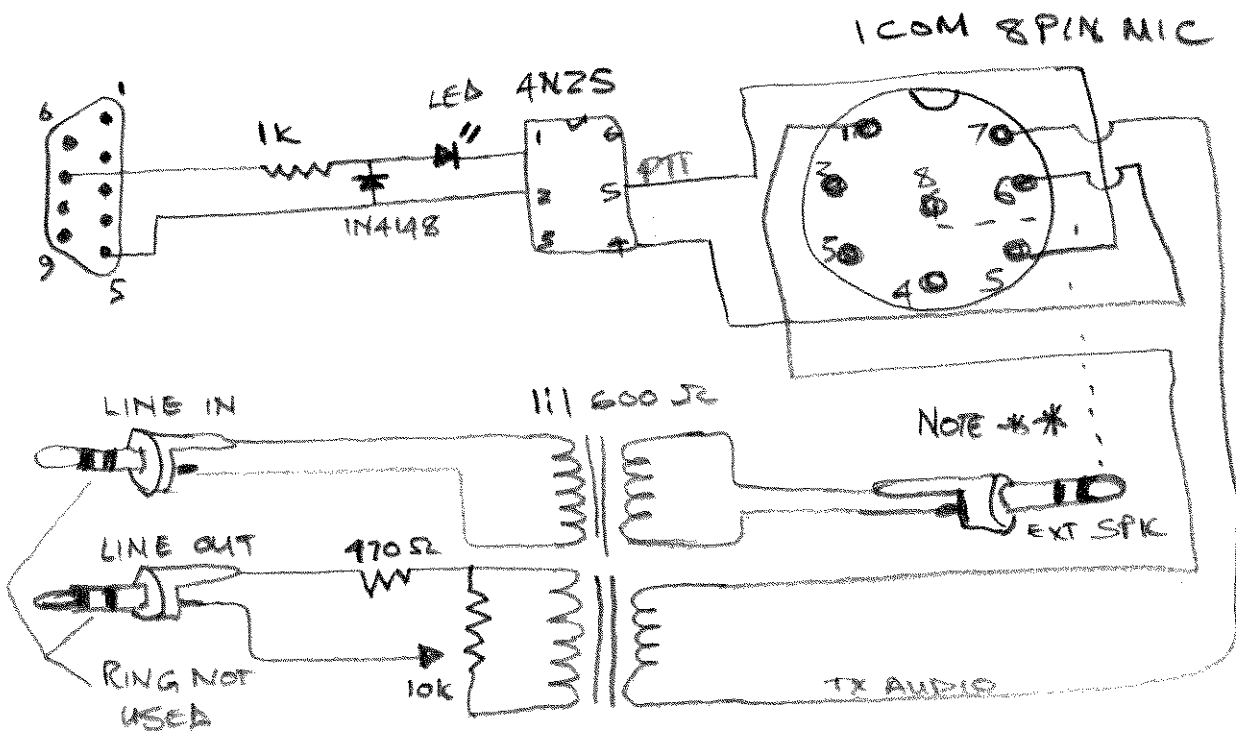 ICOM 8PIN MIC
1
6
9
5
1K
LED
4N25
1N4148
1
2
3
6
5
4
PTT
1
2
3
4
5
6
7
8
LINE IN
1:1 600 Ω
NOTE **
EXT SPK
LINE OUT
470 Ω
10K
RING NOT
USED
TX AUDIO